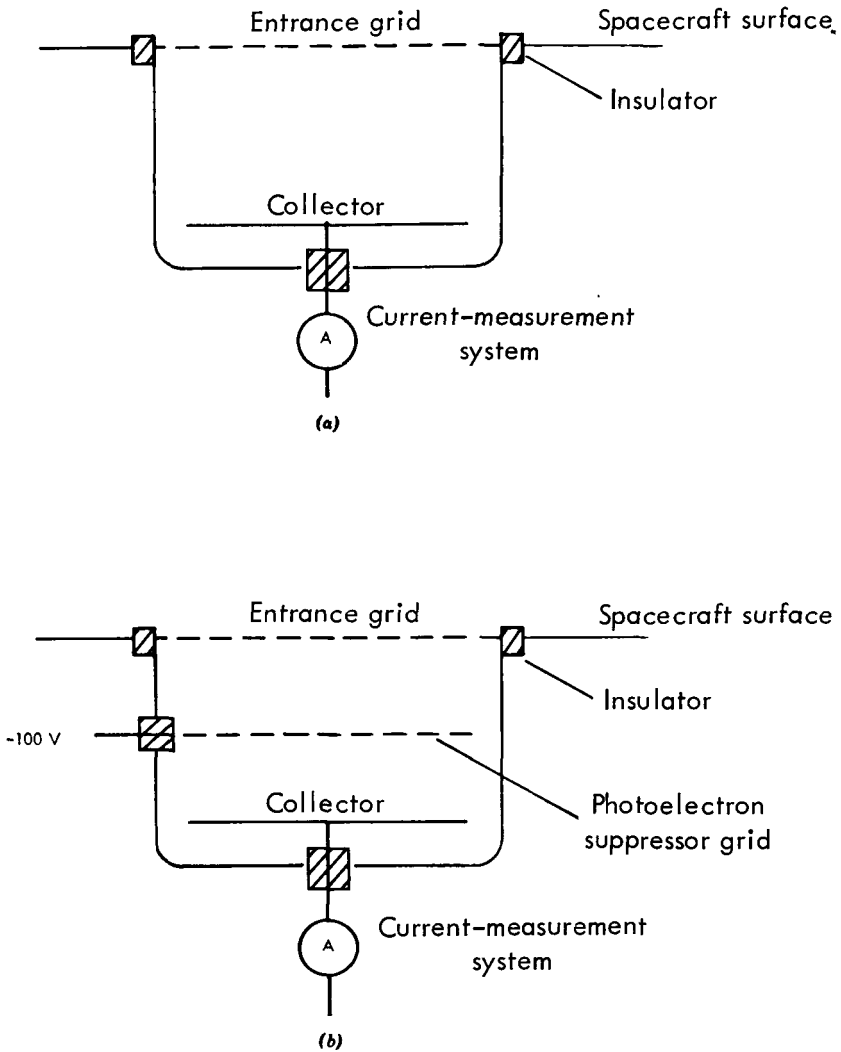 Entrance grid
Spacecraft surface
Insulator
Collector
A
Current-measurement
system
(a)
Entrance grid
Spacecraft surface
Insulator
-100 V
Collector
Photoelectron
suppressor grid
A
Current-measurement
system
(b)